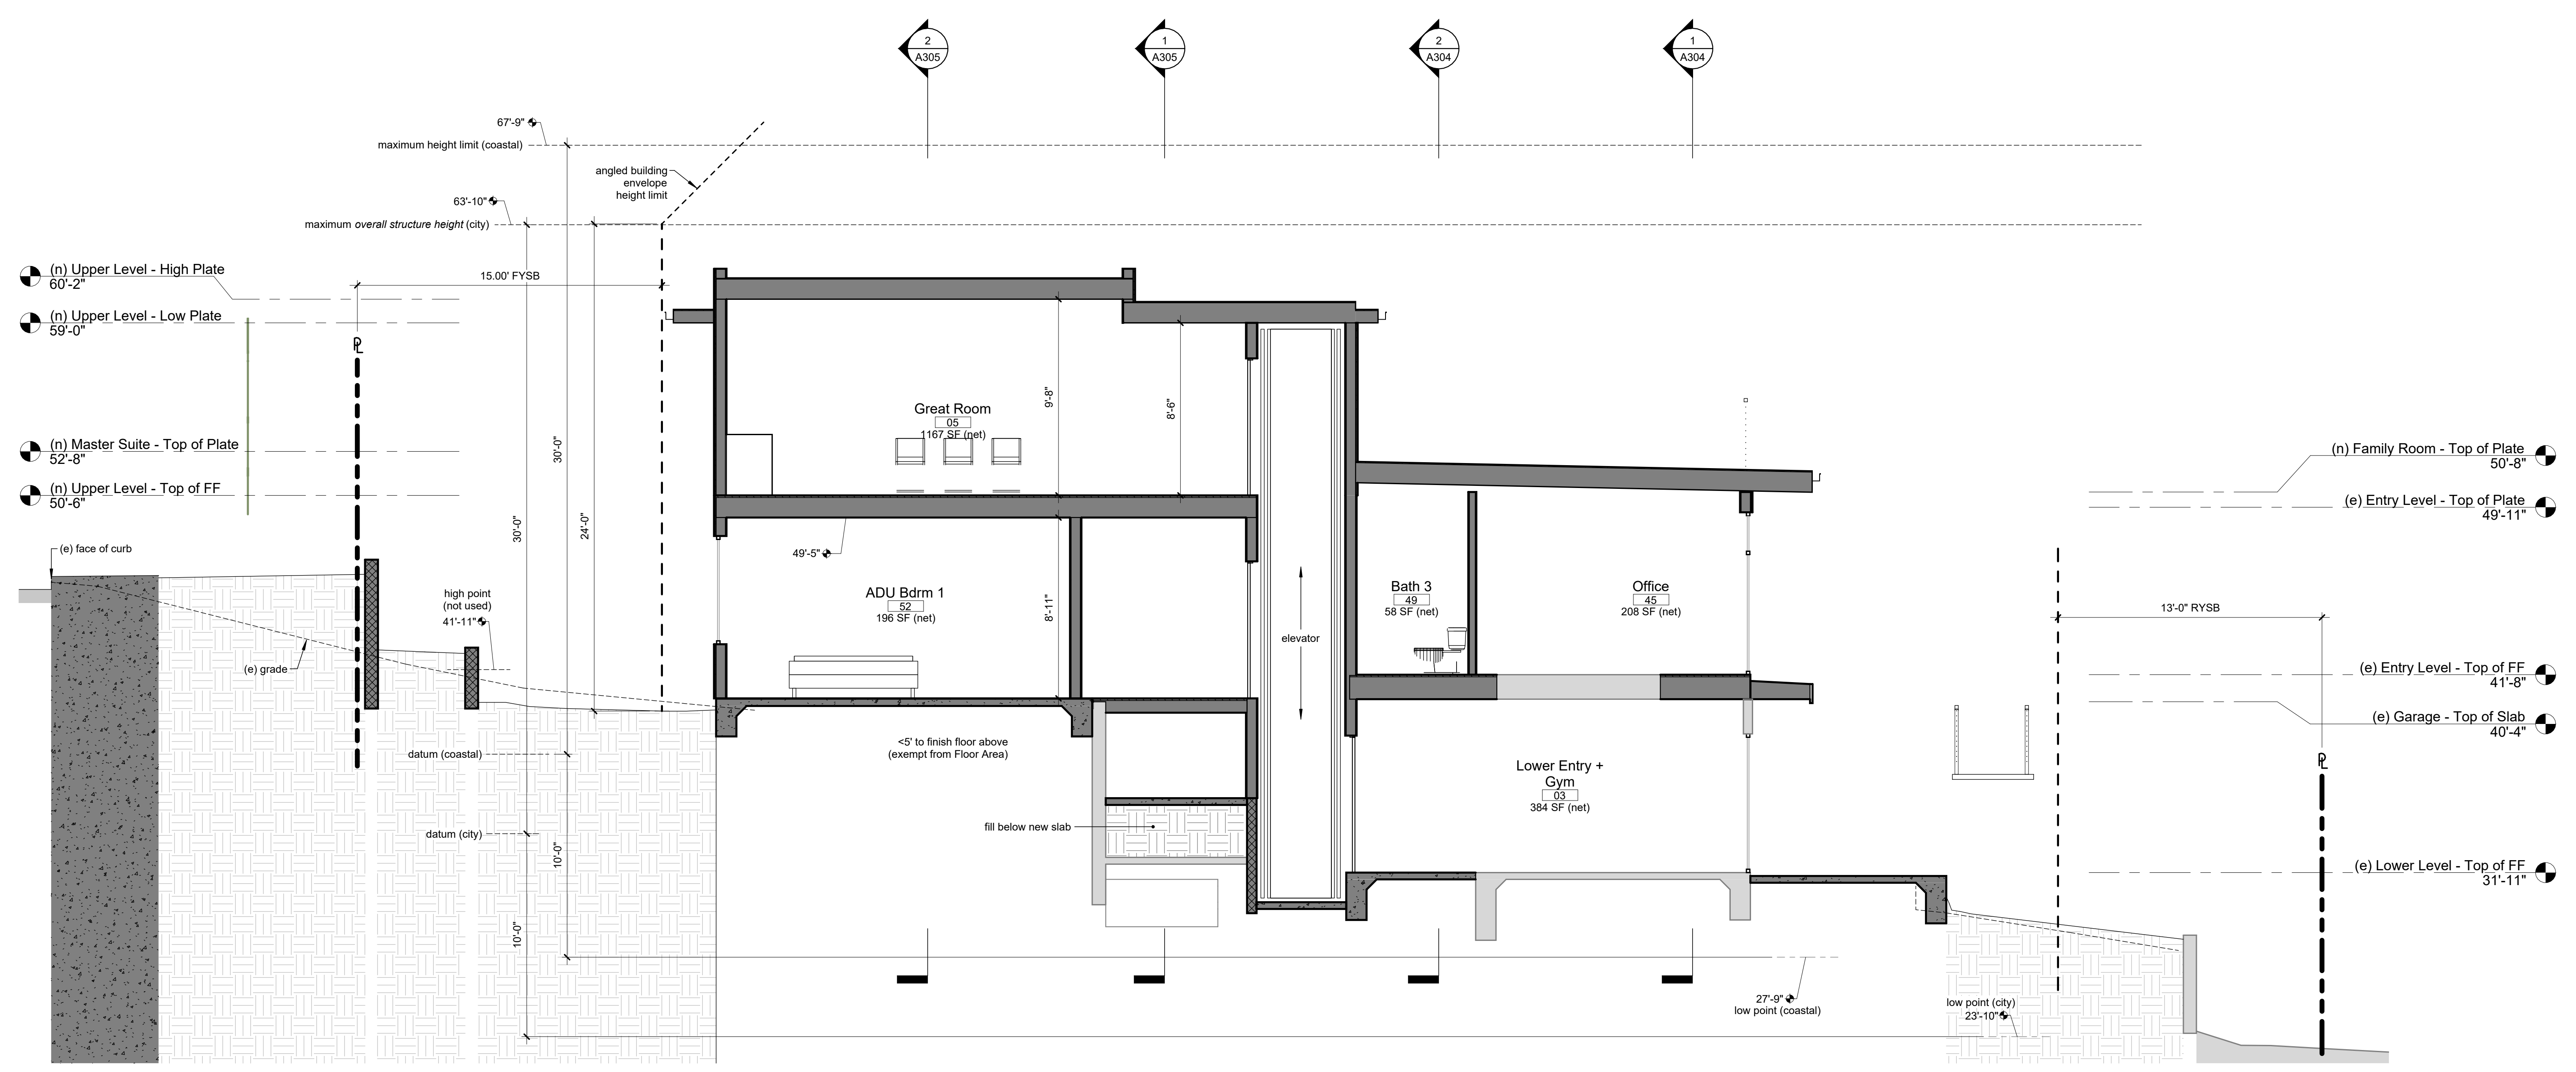 2
A305
1
A305
2
A304
1
A304
67'-9"
maximum height limit (coastal)
angled building
envelope
height limit
63'-10"
maximum overall structure height (city)
(n) Upper Level - High Plate
60'-2"
15.00' FYSB
(n) Upper Level - Low Plate
59'-0"
PL
9'-8"
8'-6"
Great Room
05
1167 SF (net)
30'-0"
(n) Master Suite - Top of Plate
52'-8"
(n) Family Room - Top of Plate
50'-8"
(n) Upper Level - Top of FF
50'-6"
(e) Entry Level - Top of Plate
49'-11"
30'-0"
24'-0"
(e) face of curb
49'-5"
high point
(not used)
41'-11"
ADU Bdrm 1
52
196 SF (net)
8'-11"
Bath 3
49
58 SF (net)
Office
45
208 SF (net)
13'-0" RYSB
elevator
(e) grade
(e) Entry Level - Top of FF
41'-8"
(e) Garage - Top of Slab
40'-4"
datum (coastal)
<5' to finish floor above
(exempt from Floor Area)
PL
Lower Entry +
Gym
03
384 SF (net)
datum (city)
fill below new slab
10'-0"
(e) Lower Level - Top of FF
31'-11"
10'-0"
27'-9"
low point (coastal)
low point (city)
23'-10"